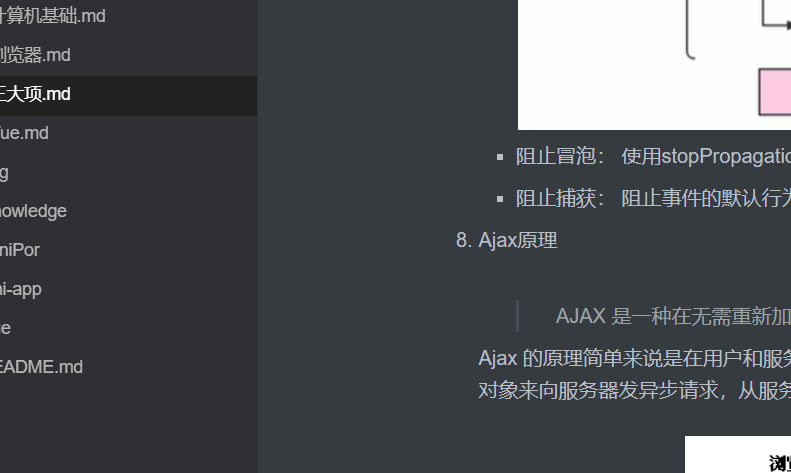 计算机基础.md
浏览器.md
大项.md
ue.md
g
nowledge
niPor
ni-app
e
EADME.md
阻止冒泡： 使用stopPropagatio
阻止捕获： 阻止事件的默认行为
8. Ajax原理
AJAX 是一种在无需重新加
Ajax 的原理简单来说是在用户和服务
对象来向服务器发异步请求，从服务
浏览